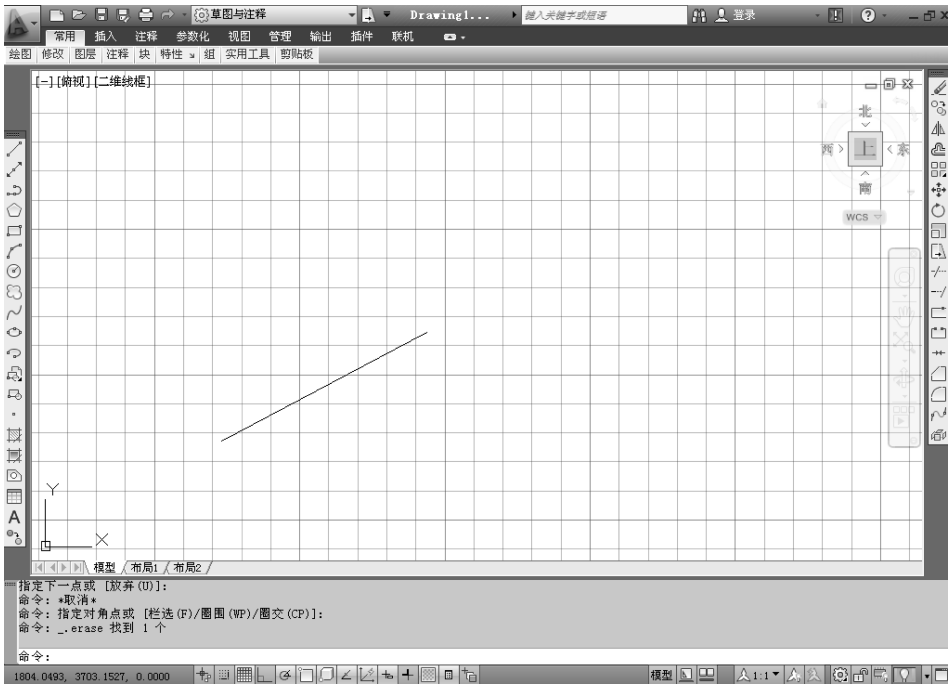 草图与注释 Drawing1... 键入关键字或短语 登录
常用 插入 注释 参数化 视图 管理 输出 插件 联机
绘图 修改 图层 注释 块 特性 组 实用工具 剪贴板
[-][俯视][二维线框]
北
西 上 东
南
WCS
Y
X
A
模型 布局1 布局2
指定下一点或 [放弃(U)]:
命令: *取消*
命令: 指定对角点或 [栏选(F)/圈围(WP)/圈交(CP)]:
命令: _.erase 找到 1 个
命令:
1804.0493, 3703.1527, 0.0000 模型 1:1